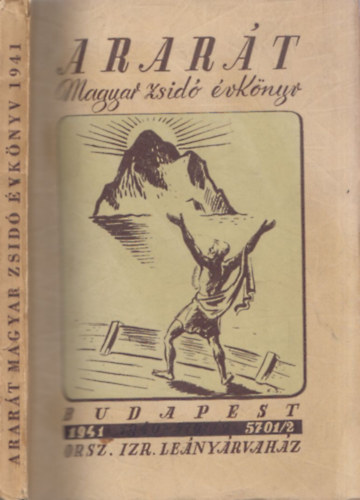 ARARÁT MAGYAR ZSIDÓ ÉVKÖNYV 1941
ARARÁT
Magyar zsidó évkönyv
BUDAPEST
1941 5701/2
ORSZ. IZR. LEÁNYÁRVAHÁZ